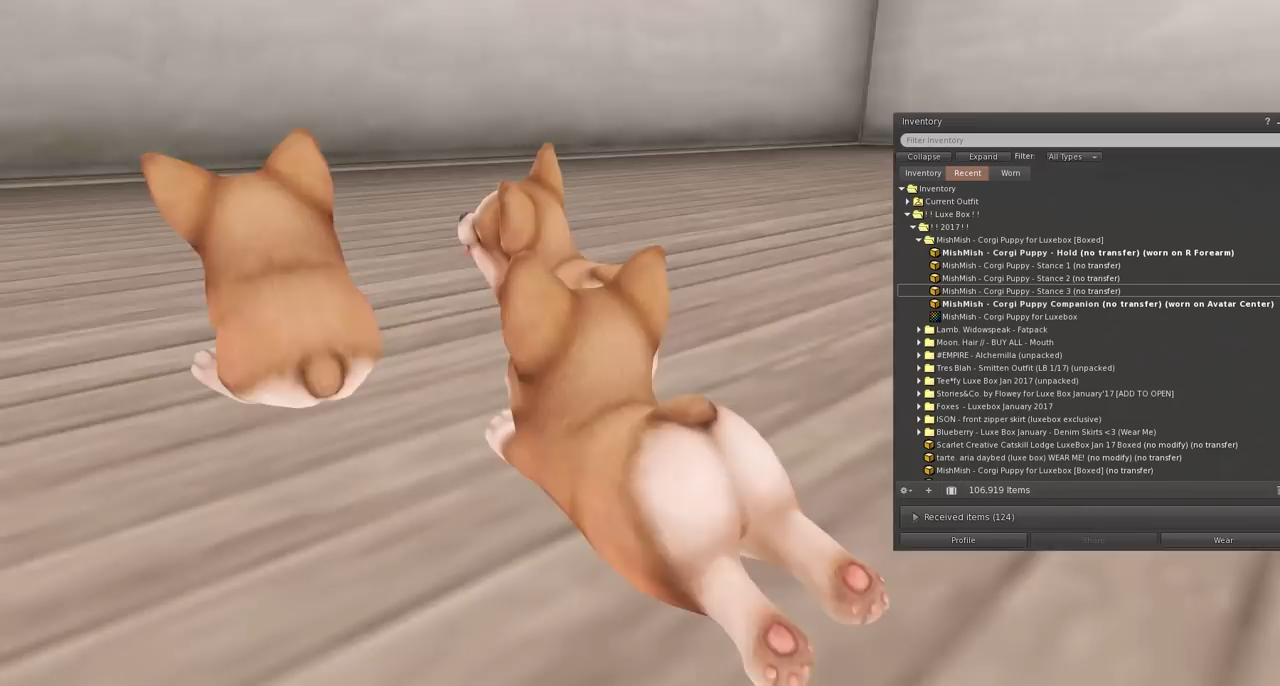 Inventory ?
Filter Inventory
Collapse Expand Filter: All Types
Inventory Recent Worn
Inventory
Current Outfit
! ! Luxe Box ! !
! ! 2017 ! !
MishMish - Corgi Puppy for Luxebox [Boxed]
MishMish - Corgi Puppy - Hold (no transfer) (worn on R Forearm)
MishMish - Corgi Puppy - Stance 1 (no transfer)
MishMish - Corgi Puppy - Stance 2 (no transfer)
MishMish - Corgi Puppy - Stance 3 (no transfer)
MishMish - Corgi Puppy Companion (no transfer) (worn on Avatar Center)
MishMish - Corgi Puppy for Luxebox
Lamb. Widowspeak - Fatpack
Moon. Hair // - BUY ALL - Mouth
#EMPIRE - Alchemilla (unpacked)
Tres Blah - Smitten Outfit (LB 1/17) (unpacked)
Tee*fy Luxe Box Jan 2017 (unpacked)
Stories&Co. by Flowey for Luxe Box January'17 [ADD TO OPEN]
Foxes - Luxebox January 2017
ISON - front zipper skirt (luxebox exclusive)
Blueberry - Luxe Box January - Denim Skirts <3 (Wear Me)
Scarlet Creative Catskill Lodge LuxeBox Jan 17 Boxed (no modify) (no transfer)
tarte. aria daybed (luxe box) WEAR ME! (no modify) (no transfer)
MishMish - Corgi Puppy for Luxebox [Boxed] (no transfer)
106,919 Items
Received items (124)
Profile Share Wear